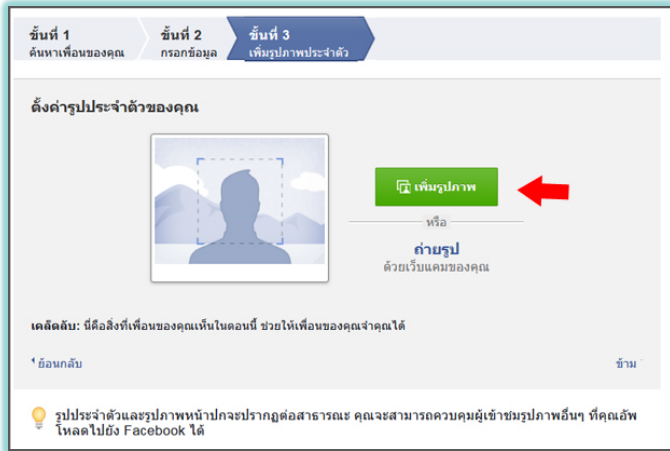 ขั้นที่ 1
ค้นหาเพื่อนของคุณ
ขั้นที่ 2
กรอกข้อมูล
ขั้นที่ 3
เพิ่มรูปภาพประจำตัว
ตั้งค่ารูปประจำตัวของคุณ
เพิ่มรูปภาพ
หรือ
ถ่ายรูป
ด้วยเว็บแคมของคุณ
เคล็ดลับ: นี่คือสิ่งที่เพื่อนของคุณเห็นในตอนนี้ ช่วยให้เพื่อนของคุณจำคุณได้
ย้อนกลับ
ข้าม
รูปประจำตัวและรูปภาพหน้าปกจะปรากฏต่อสาธารณะ คุณจะสามารถควบคุมผู้เข้าชมรูปภาพอื่นๆ ที่คุณอัพ
โหลดไปยัง Facebook ได้